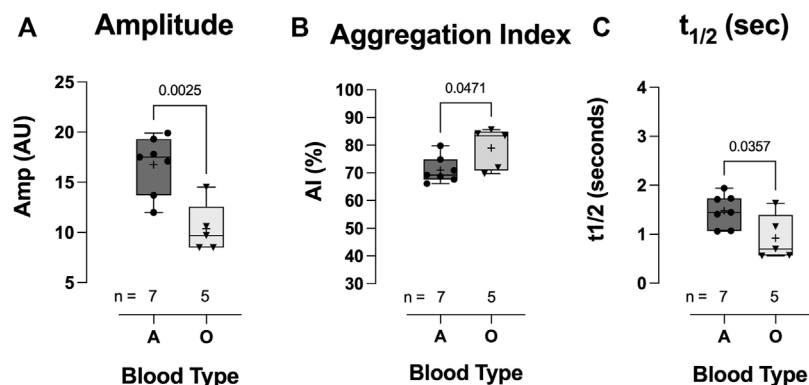 A Amplitude
25
20
15
10
5
Amp (AU)
0.0025
n = 7 5
A O
Blood Type
B Aggregation Index
100
90
80
70
60
50
40
30
AI (%)
0.0471
n = 7 5
A O
Blood Type
C t1/2 (sec)
4
3
2
1
0
t1/2 (seconds)
0.0357
n = 7 5
A O
Blood Type